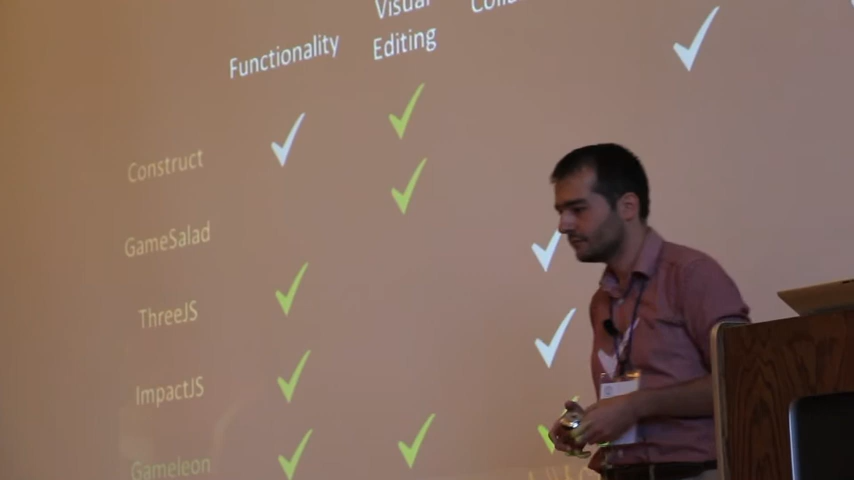 Visual
Functionality
Editing
Construct
GameSalad
ThreeJS
ImpactJS
Gameleon